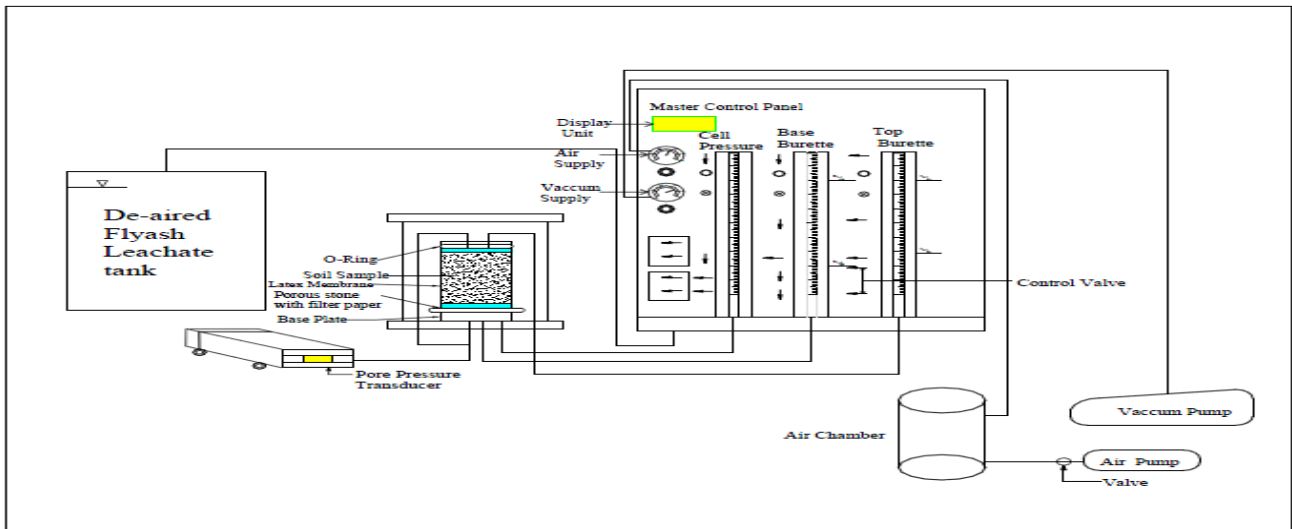 Master Control Panel
Display
Unit
Cell
Pressure
Base
Burette
Top
Burette
Air
Supply
Vaccum
Supply
De-aired
Flyash
Leachate
tank
O-Ring
Soil Sample
Latex Membrane
Porous stone
with filter paper
Base Plate
Control Valve
Pore Pressure
Transducer
Vaccum Pump
Air Chamber
Air Pump
Valve